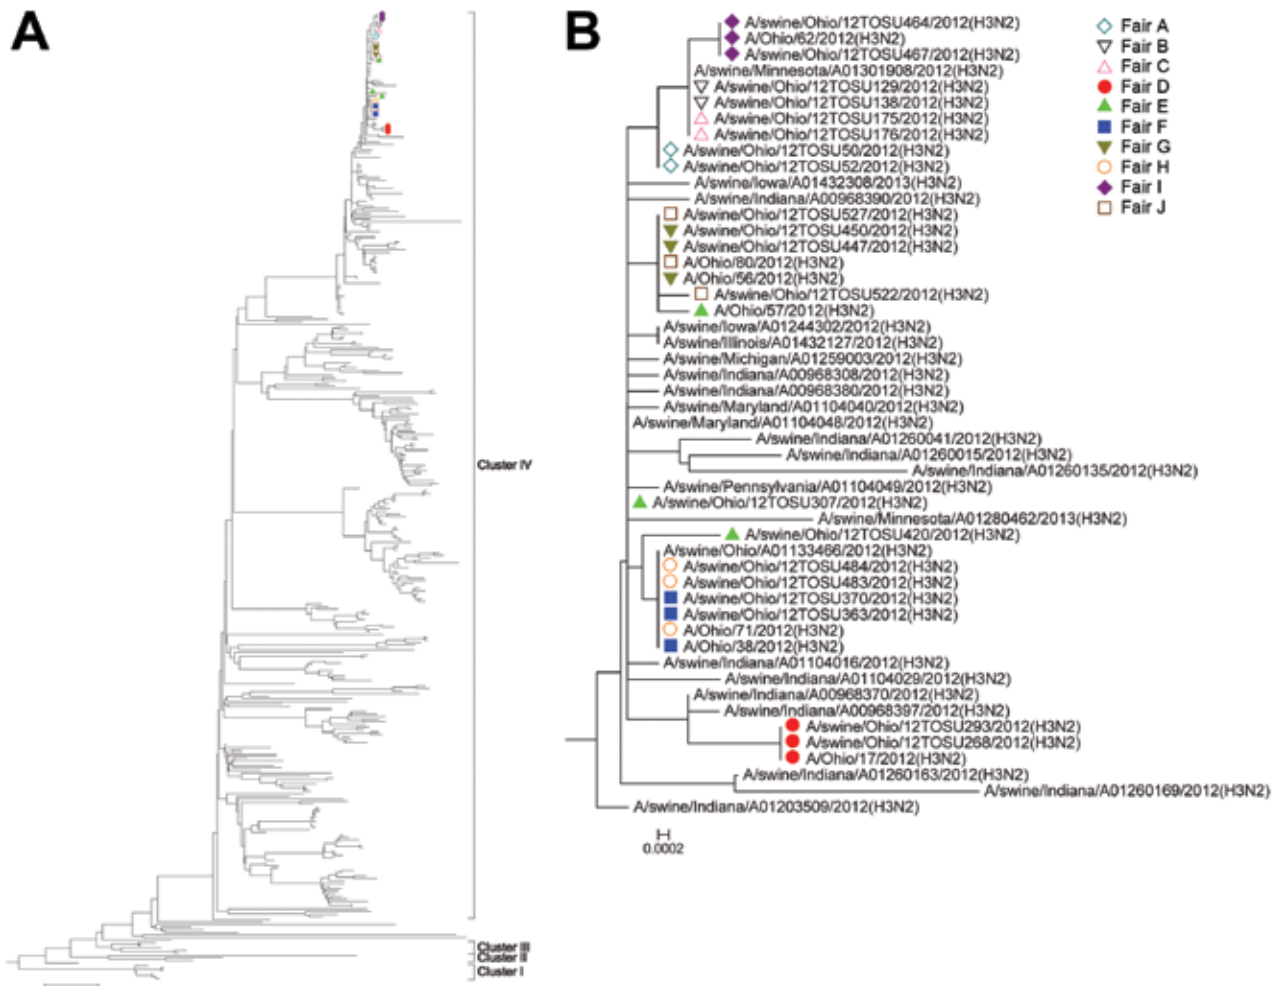 A
Cluster IV
Cluster III
Cluster II
Cluster I
B
A/swine/Ohio/12TOSU464/2012(H3N2)
A/Ohio/62/2012(H3N2)
A/swine/Ohio/12TOSU467/2012(H3N2)
A/swine/Minnesota/A01301908/2012(H3N2)
A/swine/Ohio/12TOSU129/2012(H3N2)
A/swine/Ohio/12TOSU138/2012(H3N2)
A/swine/Ohio/12TOSU175/2012(H3N2)
A/swine/Ohio/12TOSU176/2012(H3N2)
A/swine/Ohio/12TOSU50/2012(H3N2)
A/swine/Ohio/12TOSU52/2012(H3N2)
A/swine/Iowa/A01432308/2013(H3N2)
A/swine/Indiana/A00968390/2012(H3N2)
A/swine/Ohio/12TOSU527/2012(H3N2)
A/swine/Ohio/12TOSU450/2012(H3N2)
A/swine/Ohio/12TOSU447/2012(H3N2)
A/Ohio/80/2012(H3N2)
A/Ohio/56/2012(H3N2)
A/swine/Ohio/12TOSU522/2012(H3N2)
A/Ohio/57/2012(H3N2)
A/swine/Iowa/A01244302/2012(H3N2)
A/swine/Illinois/A01432127/2012(H3N2)
A/swine/Michigan/A01259003/2012(H3N2)
A/swine/Indiana/A00968308/2012(H3N2)
A/swine/Indiana/A00968380/2012(H3N2)
A/swine/Maryland/A01104040/2012(H3N2)
A/swine/Maryland/A01104048/2012(H3N2)
A/swine/Indiana/A01260041/2012(H3N2)
A/swine/Indiana/A01260015/2012(H3N2)
A/swine/Indiana/A01260135/2012(H3N2)
A/swine/Pennsylvania/A01104049/2012(H3N2)
A/swine/Ohio/12TOSU307/2012(H3N2)
A/swine/Minnesota/A01280462/2013(H3N2)
A/swine/Ohio/12TOSU420/2012(H3N2)
A/swine/Ohio/A01133466/2012(H3N2)
A/swine/Ohio/12TOSU484/2012(H3N2)
A/swine/Ohio/12TOSU483/2012(H3N2)
A/swine/Ohio/12TOSU370/2012(H3N2)
A/swine/Ohio/12TOSU363/2012(H3N2)
A/Ohio/71/2012(H3N2)
A/Ohio/38/2012(H3N2)
A/swine/Indiana/A01104016/2012(H3N2)
A/swine/Indiana/A01104029/2012(H3N2)
A/swine/Indiana/A00968370/2012(H3N2)
A/swine/Indiana/A00968397/2012(H3N2)
A/swine/Ohio/12TOSU293/2012(H3N2)
A/swine/Ohio/12TOSU268/2012(H3N2)
A/Ohio/17/2012(H3N2)
A/swine/Indiana/A01260163/2012(H3N2)
A/swine/Indiana/A01260169/2012(H3N2)
A/swine/Indiana/A01203509/2012(H3N2)
0.0002
Fair A
Fair B
Fair C
Fair D
Fair E
Fair F
Fair G
Fair H
Fair I
Fair J